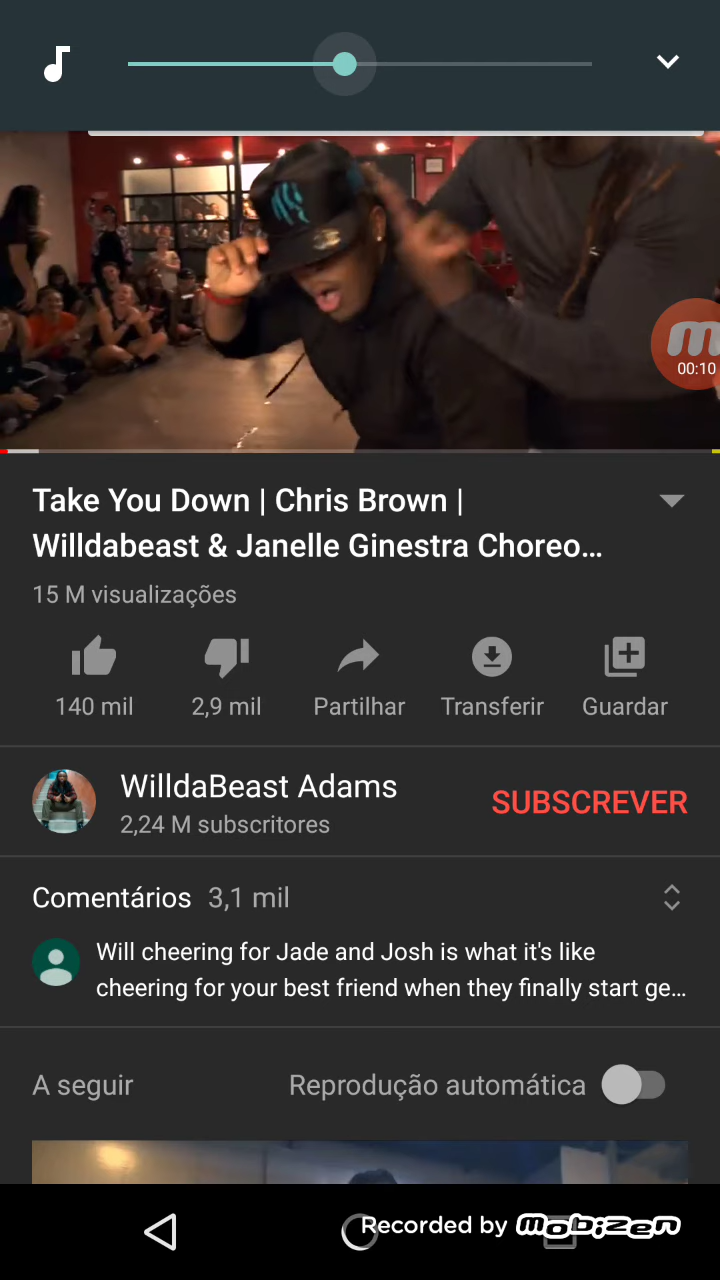 00:10
Take You Down | Chris Brown |
Willdabeast & Janelle Ginestra Choreo…
15 M visualizações
140 mil
2,9 mil
Partilhar
Transferir
Guardar
WilldaBeast Adams
2,24 M subscritores
SUBSCREVER
Comentários 3,1 mil
Will cheering for Jade and Josh is what it's like
cheering for your best friend when they finally start ge…
A seguir
Reprodução automática
Recorded by mobizen